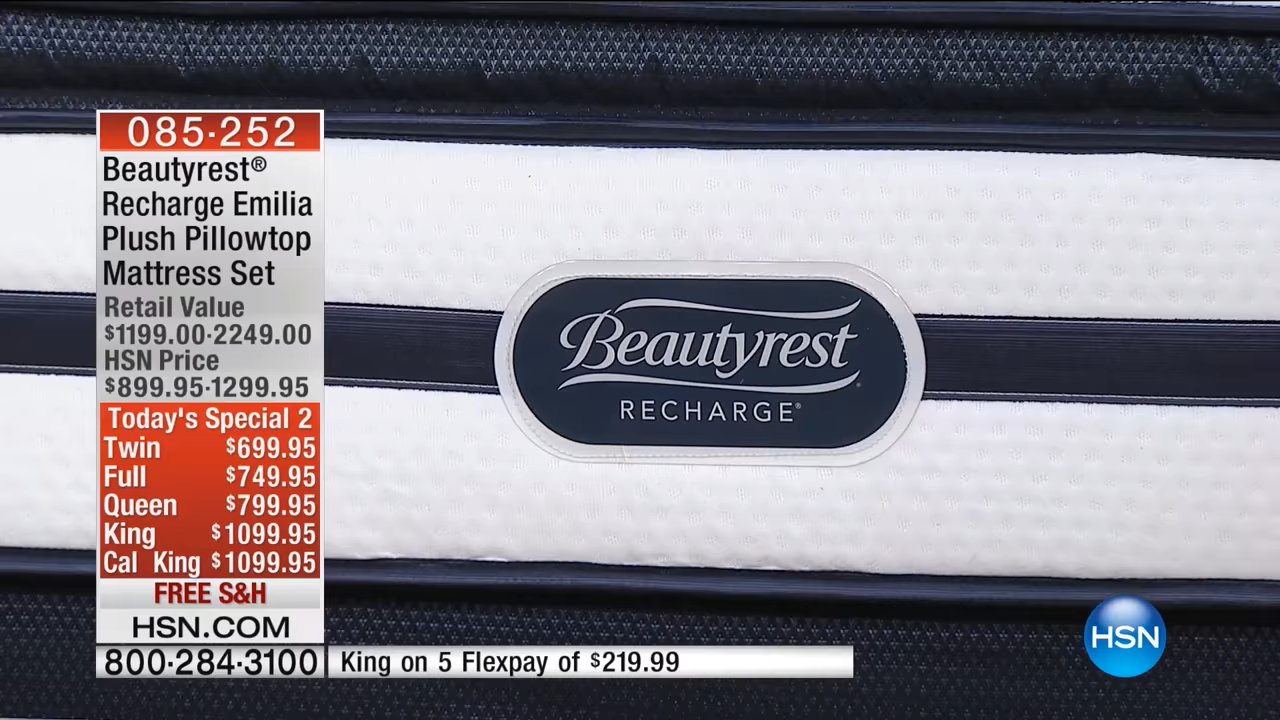 085·252
Beautyrest®
Recharge Emilia
Plush Pillowtop
Mattress Set
Retail Value
$1199.00-2249.00
HSN Price
$899.95-1299.95
Today's Special 2
Twin $699.95
Full $749.95
Queen $799.95
King $1099.95
Cal King $1099.95
FREE S&H
HSN.COM
800·284·3100
King on 5 Flexpay of $219.99
Beautyrest®
RECHARGE®
HSN